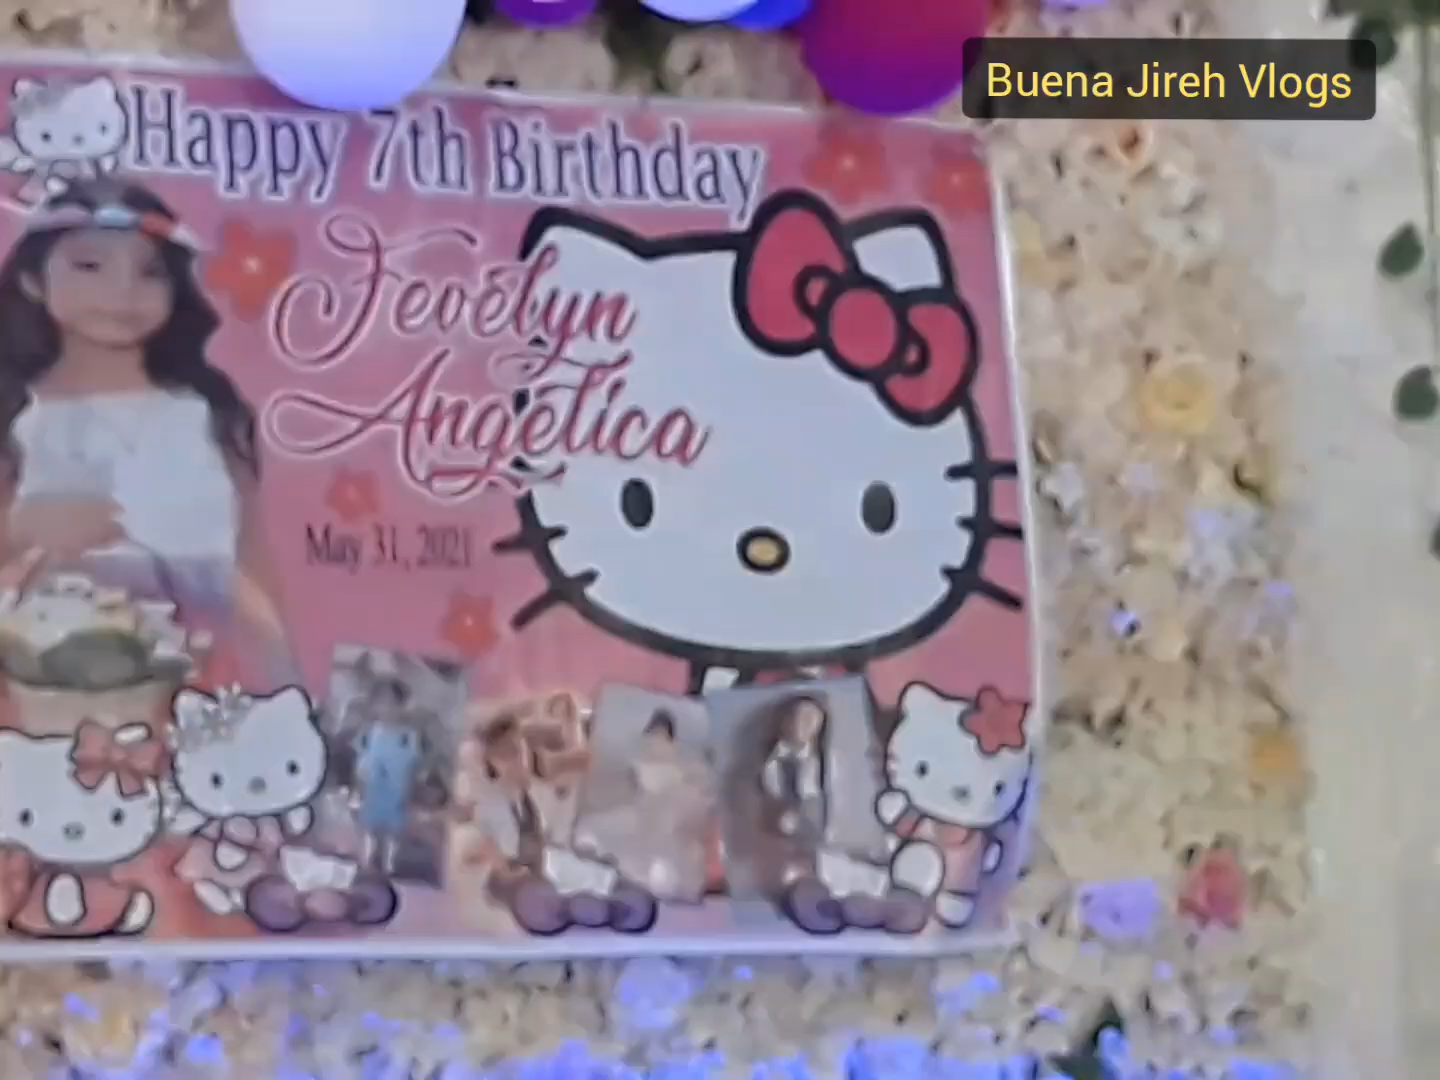 Buena Jireh Vlogs
Happy 7th Birthday
Jevelyn
Angelica
May 31, 2021